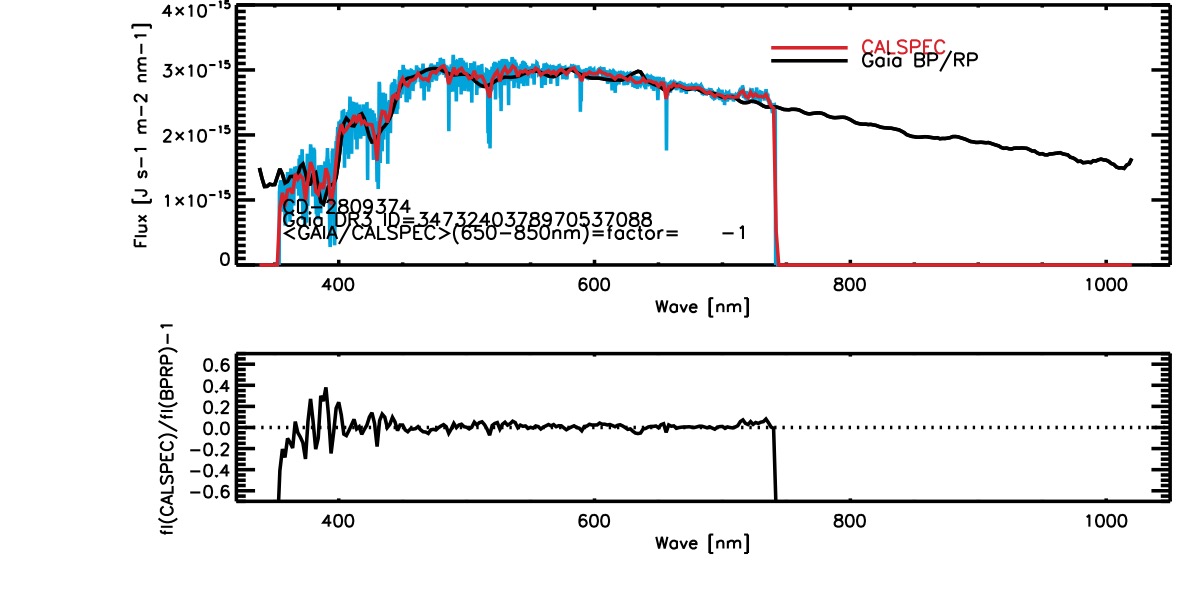 4×10−15
3×10−15
2×10−15
1×10−15
0
Flux [J s−1 m−2 nm−1]
CALSPEC
Gaia BP/RP
CD−2809374
Gaia DR3 ID=3473240378970537088
<GAIA/CALSPEC>(650−850nm)=factor= −1
400 600 800 1000
Wave [nm]
fl(CALSPEC)/fl(BPRP)−1
0.6
0.4
0.2
0.0
−0.2
−0.4
−0.6
400 600 800 1000
Wave [nm]